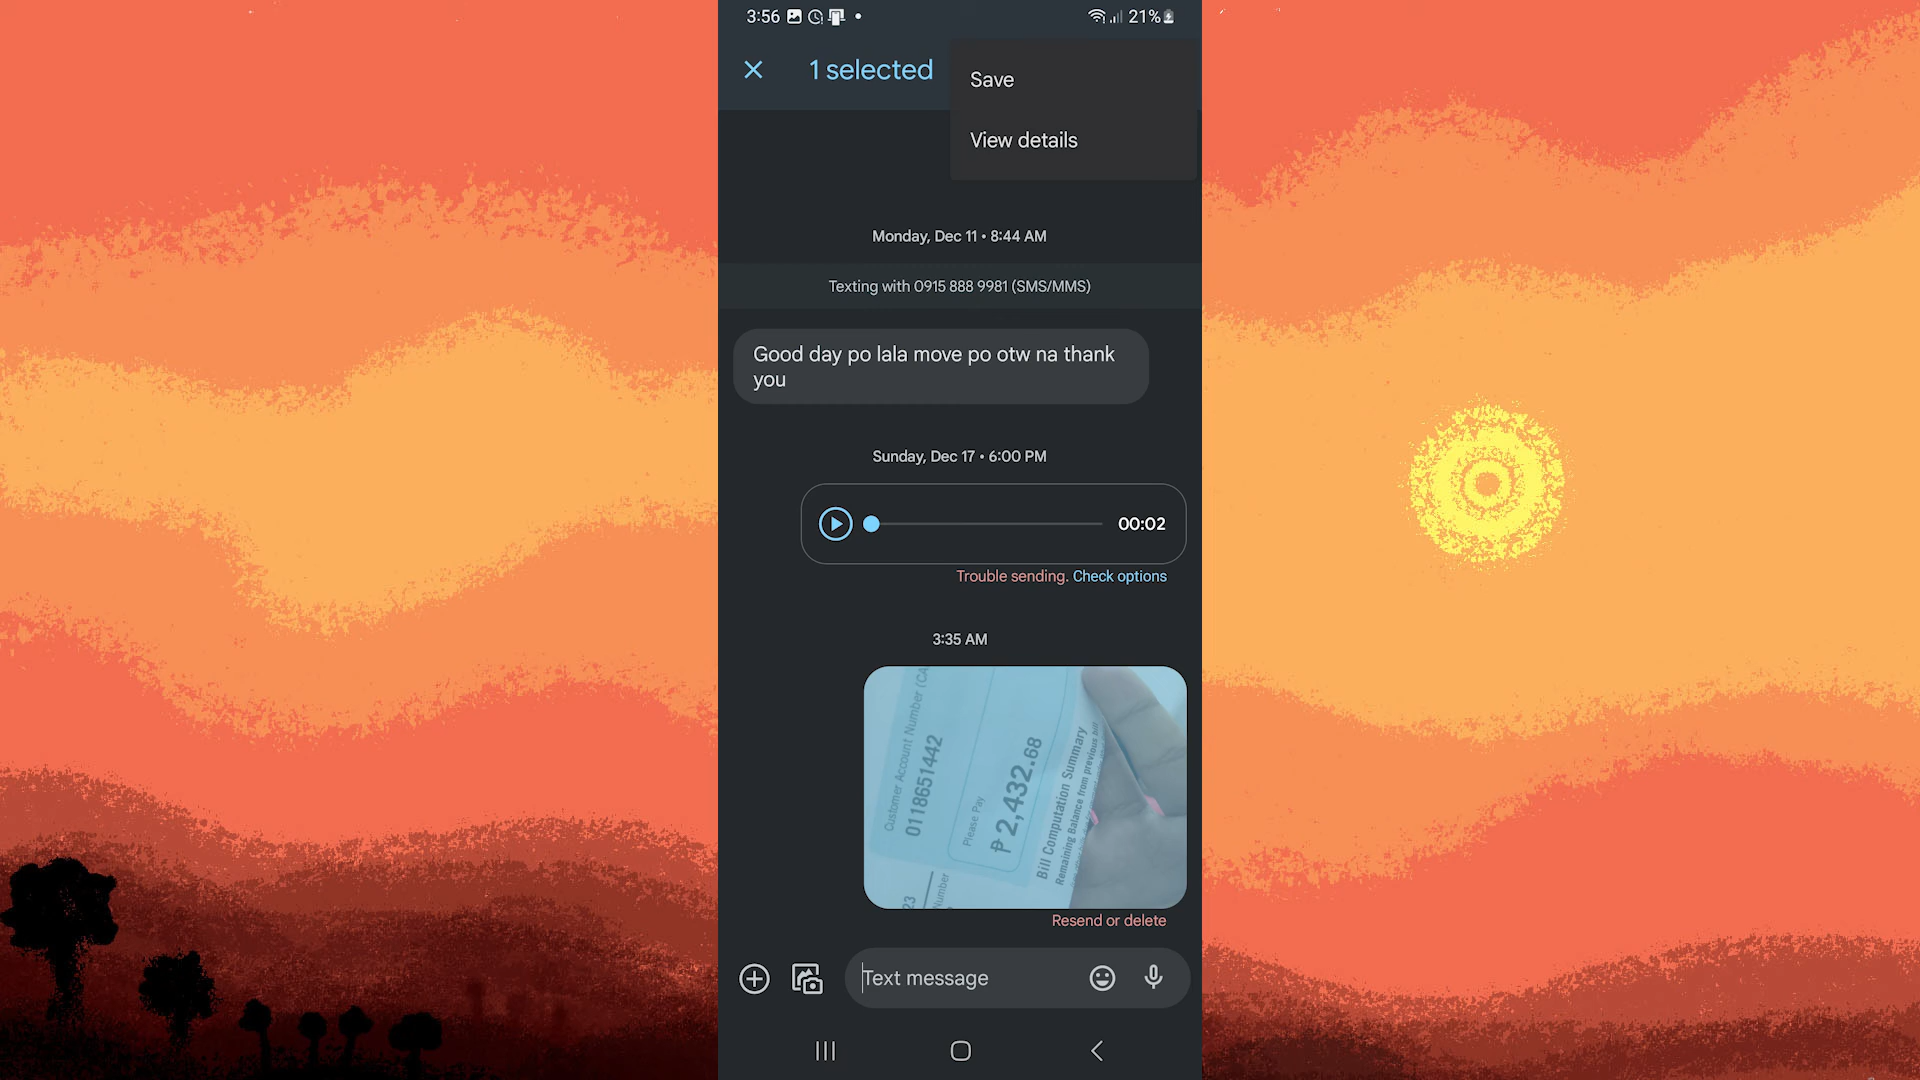 3:56
21%
1 selected
Save
View details
Monday, Dec 11 • 8:44 AM
Texting with 0915 888 9981 (SMS/MMS)
Good day po lala move po otw na thank
you
Sunday, Dec 17 • 6:00 PM
00:02
Trouble sending. Check options
3:35 AM
Customer Account Number (CA
0118651442
Please Pay
₱ 2,432.68
Bill Computation Summary
Remaining Balance from previous bill
23
Number
Resend or delete
Text message